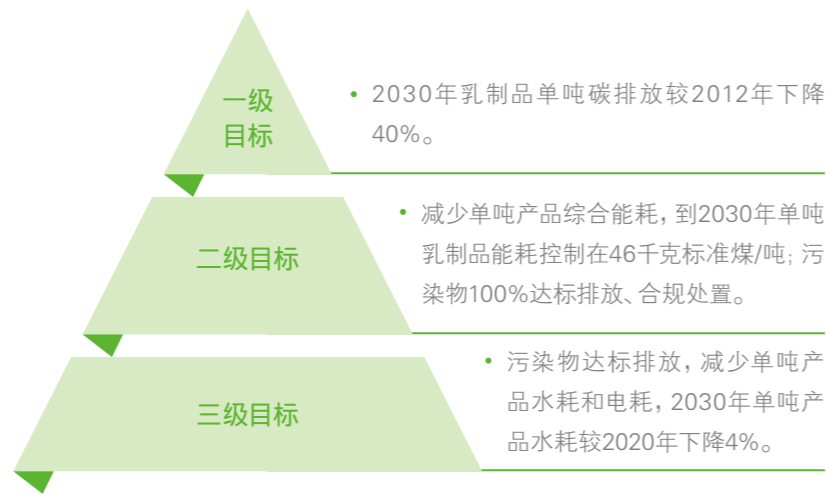 一级
目标
• 2030年乳制品单吨碳排放较2012年下降
40%。
二级目标
• 减少单吨产品综合能耗，到2030年单吨
乳制品能耗控制在46千克标准煤/吨；污
染物100%达标排放、合规处置。
三级目标
• 污染物达标排放，减少单吨产
品水耗和电耗，2030年单吨产
品水耗较2020年下降4%。